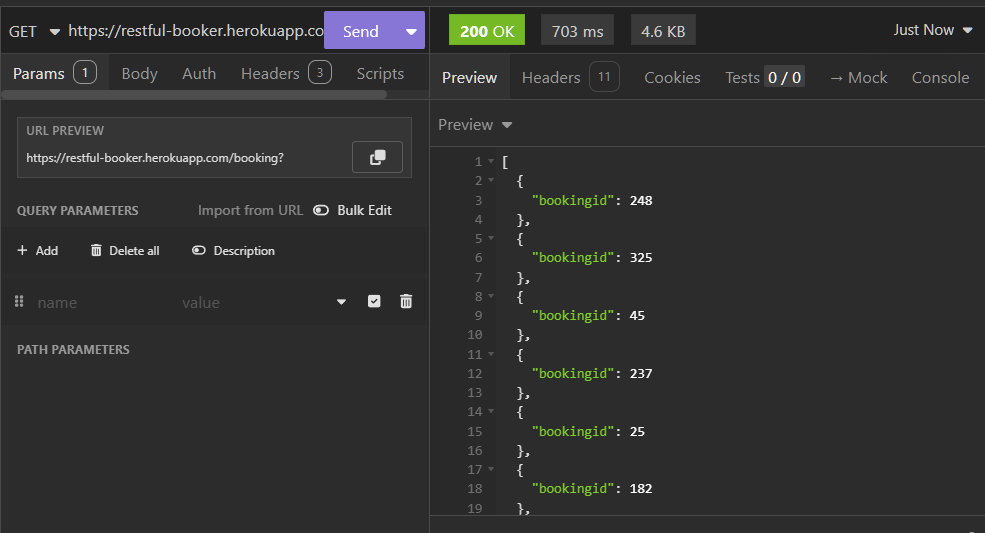 GET https://restful-booker.herokuapp.co Send
Params 1 Body Auth Headers 3 Scripts
URL PREVIEW
https://restful-booker.herokuapp.com/booking?
QUERY PARAMETERS Import from URL Bulk Edit
+ Add Delete all Description
name value
PATH PARAMETERS
200 OK 703 ms 4.6 KB Just Now
Preview Headers 11 Cookies Tests 0 / 0 → Mock Console
Preview
1 [
2 {
3 "bookingid": 248
4 },
5 {
6 "bookingid": 325
7 },
8 {
9 "bookingid": 45
10 },
11 {
12 "bookingid": 237
13 },
14 {
15 "bookingid": 25
16 },
17 {
18 "bookingid": 182
19 },